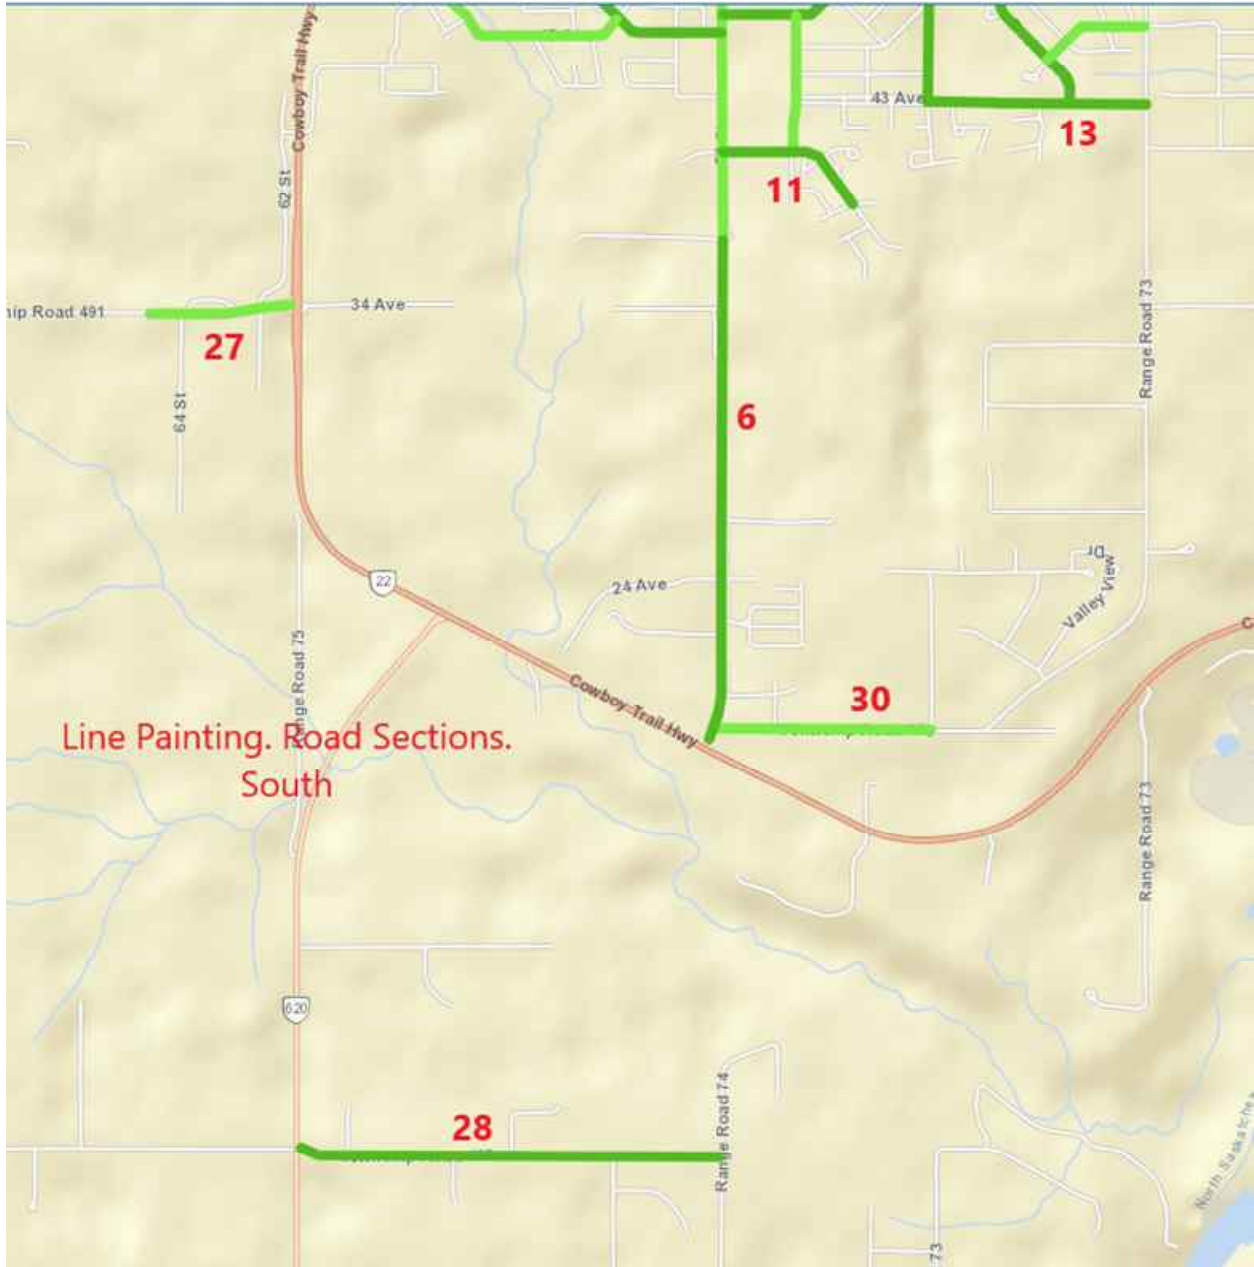 Cowboy Trail Hwy
43 Ave
13
11
62 St
34 Ave
hip Road 491
27
Range Road 73
6
64 St
22
24 Ave
Dr
Valley View
Range Road 75
30
Cowboy Trail Hwy
C
Line Painting. Road Sections.
South
Range Road 73
620
28
Range Road 74
North Saskatche
73